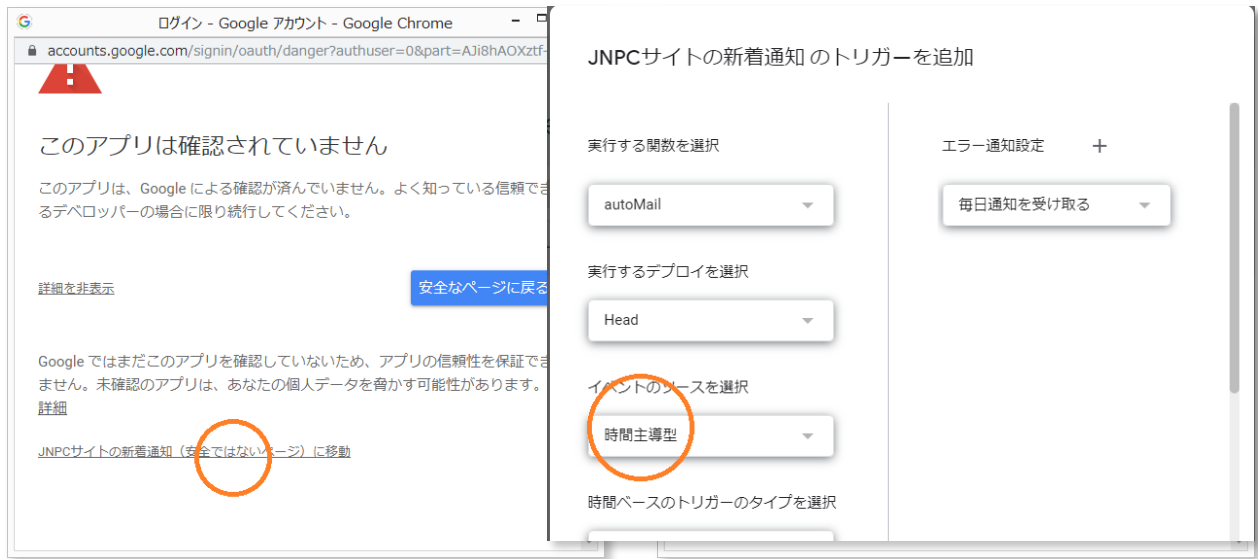 ログイン - Google アカウント - Google Chrome
accounts.google.com/signin/oauth/danger?authuser=0&part=AJi8hAOXztf-
このアプリは確認されていません
このアプリは、Google による確認が済んでいません。よく知っている信頼でき
るデベロッパーの場合に限り続行してください。
詳細を非表示
安全なページに戻る
Google ではまだこのアプリを確認していないため、アプリの信頼性を保証でき
ません。未確認のアプリは、あなたの個人データを脅かす可能性があります。
詳細
JNPCサイトの新着通知（安全ではないページ）に移動
JNPCサイトの新着通知 のトリガーを追加
実行する関数を選択
autoMail
実行するデプロイを選択
Head
イベントのソースを選択
時間主導型
時間ベースのトリガーのタイプを選択
エラー通知設定 +
毎日通知を受け取る